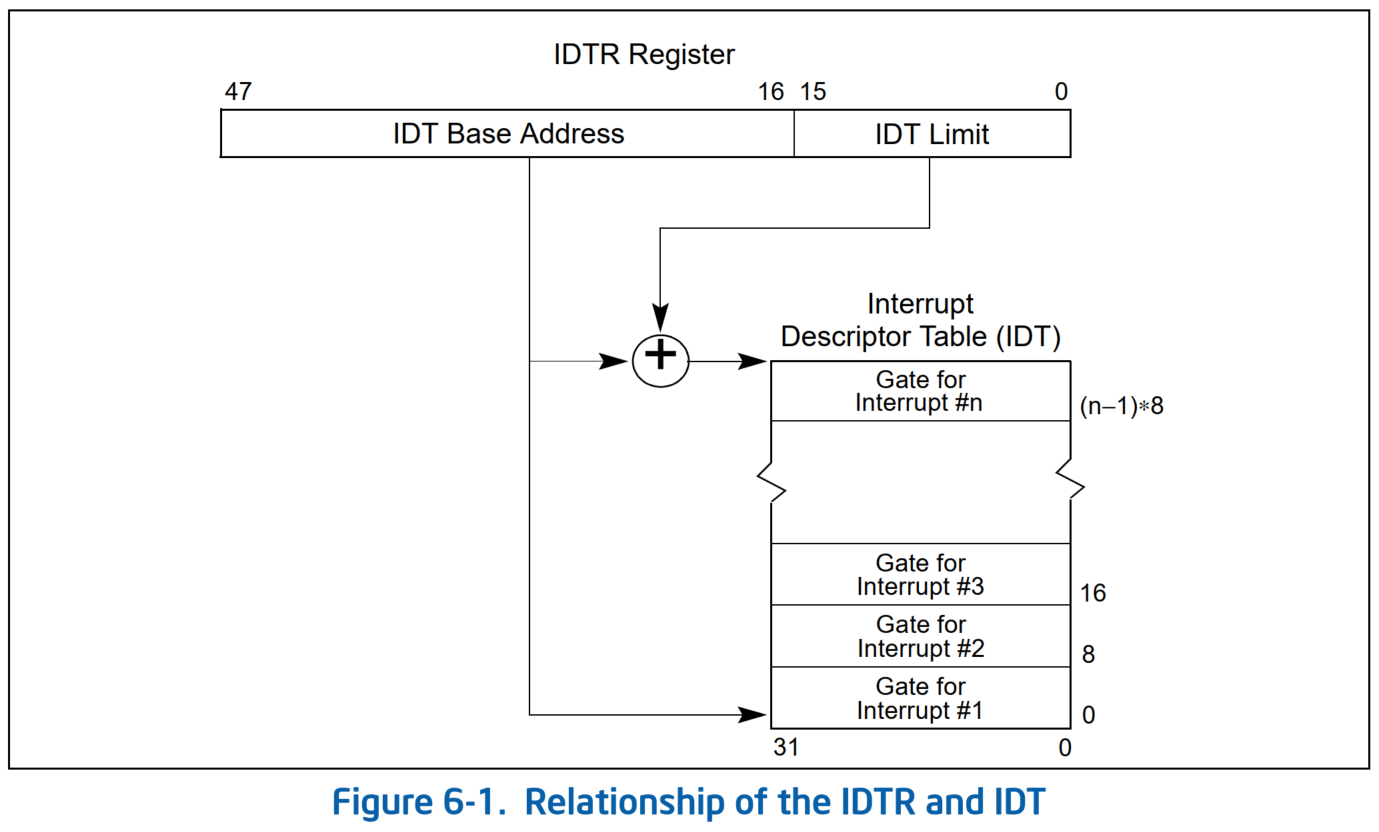 IDTR Register
47 16 15 0
IDT Base Address IDT Limit
+
Interrupt
Descriptor Table (IDT)
Gate for
Interrupt #n
(n–1)∗8
Gate for
Interrupt #3
16
Gate for
Interrupt #2
8
Gate for
Interrupt #1
0
31 0
Figure 6-1. Relationship of the IDTR and IDT